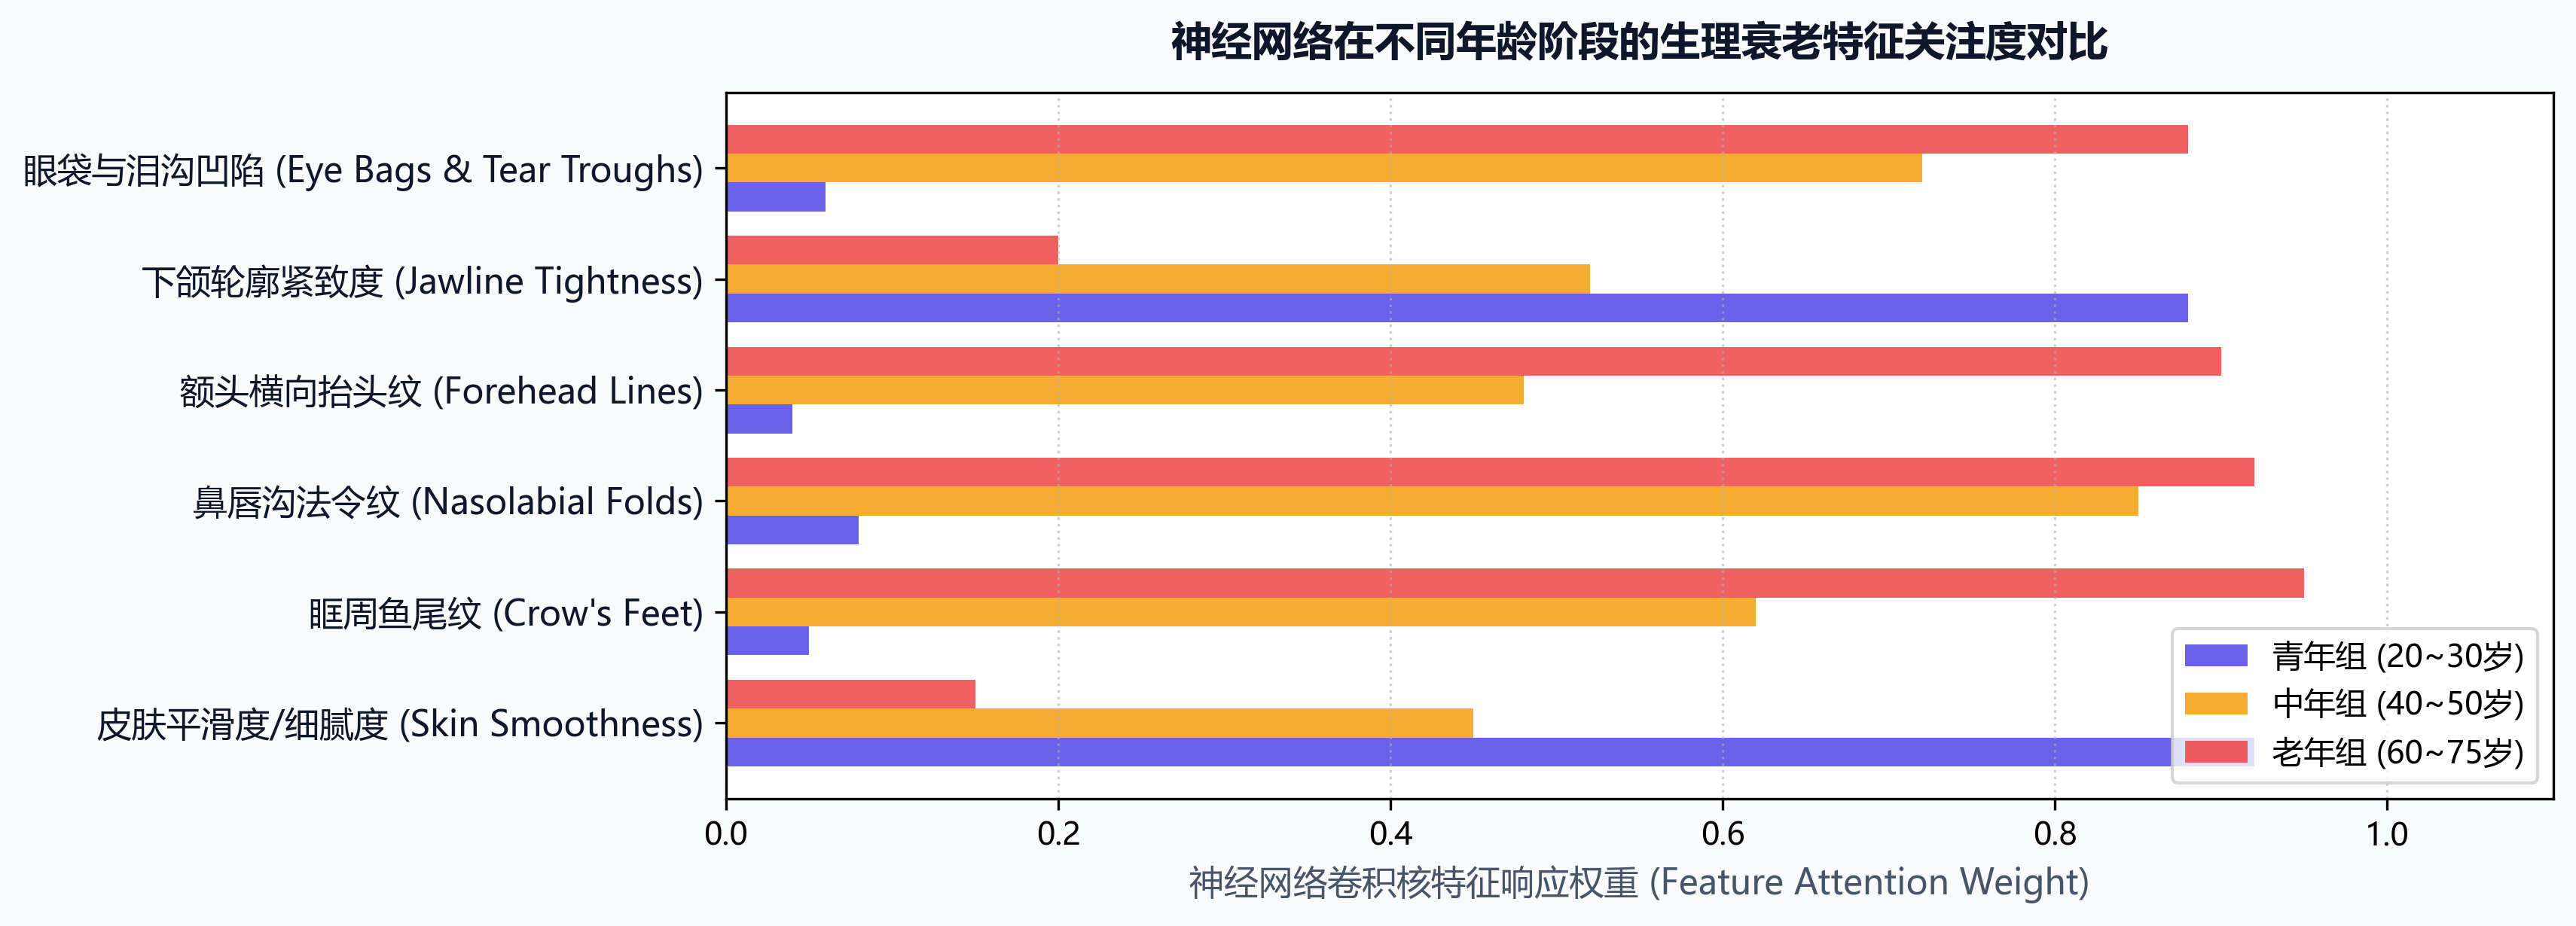 神经网络在不同年龄阶段的生理衰老特征关注度对比
眼袋与泪沟凹陷 (Eye Bags & Tear Troughs)
下颌轮廓紧致度 (Jawline Tightness)
额头横向抬头纹 (Forehead Lines)
鼻唇沟法令纹 (Nasolabial Folds)
眶周鱼尾纹 (Crow's Feet)
皮肤平滑度/细腻度 (Skin Smoothness)
青年组 (20~30岁)
中年组 (40~50岁)
老年组 (60~75岁)
0.0 0.2 0.4 0.6 0.8 1.0
神经网络卷积核特征响应权重 (Feature Attention Weight)